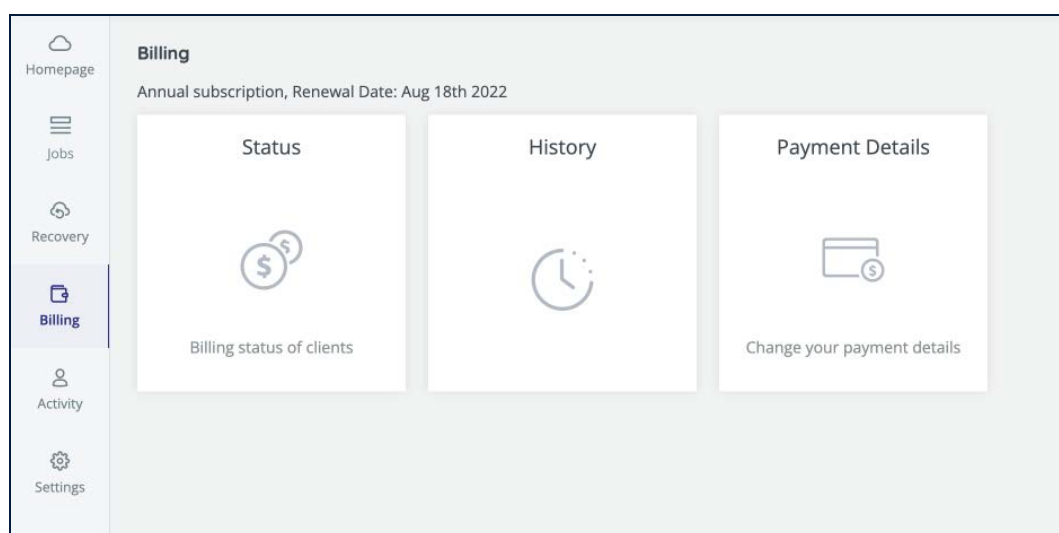 Homepage
Jobs
Recovery
Billing
Activity
Settings
Billing
Annual subscription, Renewal Date: Aug 18th 2022
Status
Billing status of clients
History
Payment Details
Change your payment details